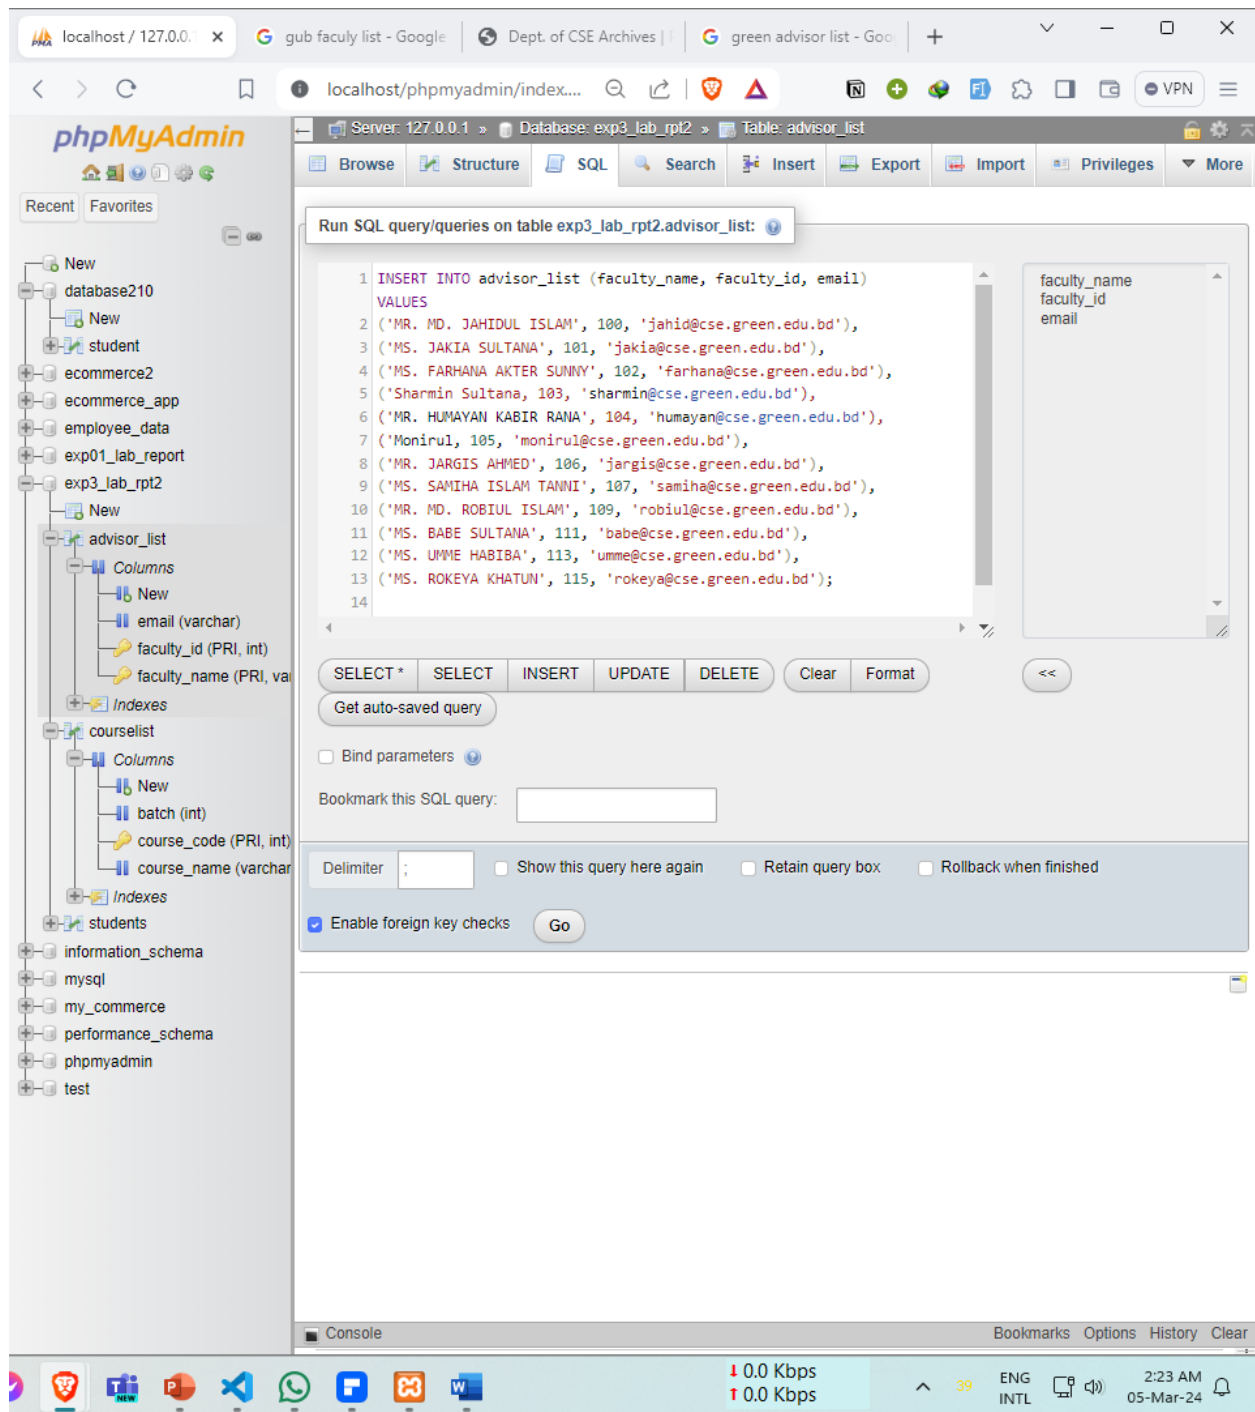 localhost / 127.0.0.1
gub faculy list - Google
Dept. of CSE Archives |
green advisor list - Goo
localhost/phpmyadmin/index....
VPN
phpMyAdmin
Recent Favorites
New
database210
New
student
ecommerce2
ecommerce_app
employee_data
exp01_lab_report
exp3_lab_rpt2
New
advisor_list
Columns
New
email (varchar)
faculty_id (PRI, int)
faculty_name (PRI, va
Indexes
courselist
Columns
New
batch (int)
course_code (PRI, int)
course_name (varchar
Indexes
students
information_schema
mysql
my_commerce
performance_schema
phpmyadmin
test
Server: 127.0.0.1 » Database: exp3_lab_rpt2 » Table: advisor_list
Browse Structure SQL Search Insert Export Import Privileges More
Run SQL query/queries on table exp3_lab_rpt2.advisor_list:
1 INSERT INTO advisor_list (faculty_name, faculty_id, email)
VALUES
2 ('MR. MD. JAHIDUL ISLAM', 100, 'jahid@cse.green.edu.bd'),
3 ('MS. JAKIA SULTANA', 101, 'jakia@cse.green.edu.bd'),
4 ('MS. FARHANA AKTER SUNNY', 102, 'farhana@cse.green.edu.bd'),
5 ('Sharmin Sultana, 103, 'sharmin@cse.green.edu.bd'),
6 ('MR. HUMAYAN KABIR RANA', 104, 'humayan@cse.green.edu.bd'),
7 ('Monirul, 105, 'monirul@cse.green.edu.bd'),
8 ('MR. JARGIS AHMED', 106, 'jargis@cse.green.edu.bd'),
9 ('MS. SAMIHA ISLAM TANNI', 107, 'samiha@cse.green.edu.bd'),
10 ('MR. MD. ROBIUL ISLAM', 109, 'robiul@cse.green.edu.bd'),
11 ('MS. BABE SULTANA', 111, 'babe@cse.green.edu.bd'),
12 ('MS. UMME HABIBA', 113, 'umme@cse.green.edu.bd'),
13 ('MS. ROKEYA KHATUN', 115, 'rokeya@cse.green.edu.bd');
14
faculty_name
faculty_id
email
SELECT * SELECT INSERT UPDATE DELETE Clear Format <<
Get auto-saved query
Bind parameters
Bookmark this SQL query:
Delimiter ; Show this query here again Retain query box Rollback when finished
Enable foreign key checks Go
Console Bookmarks Options History Clear
NEW
0.0 Kbps
0.0 Kbps
39
ENG
INTL
2:23 AM
05-Mar-24